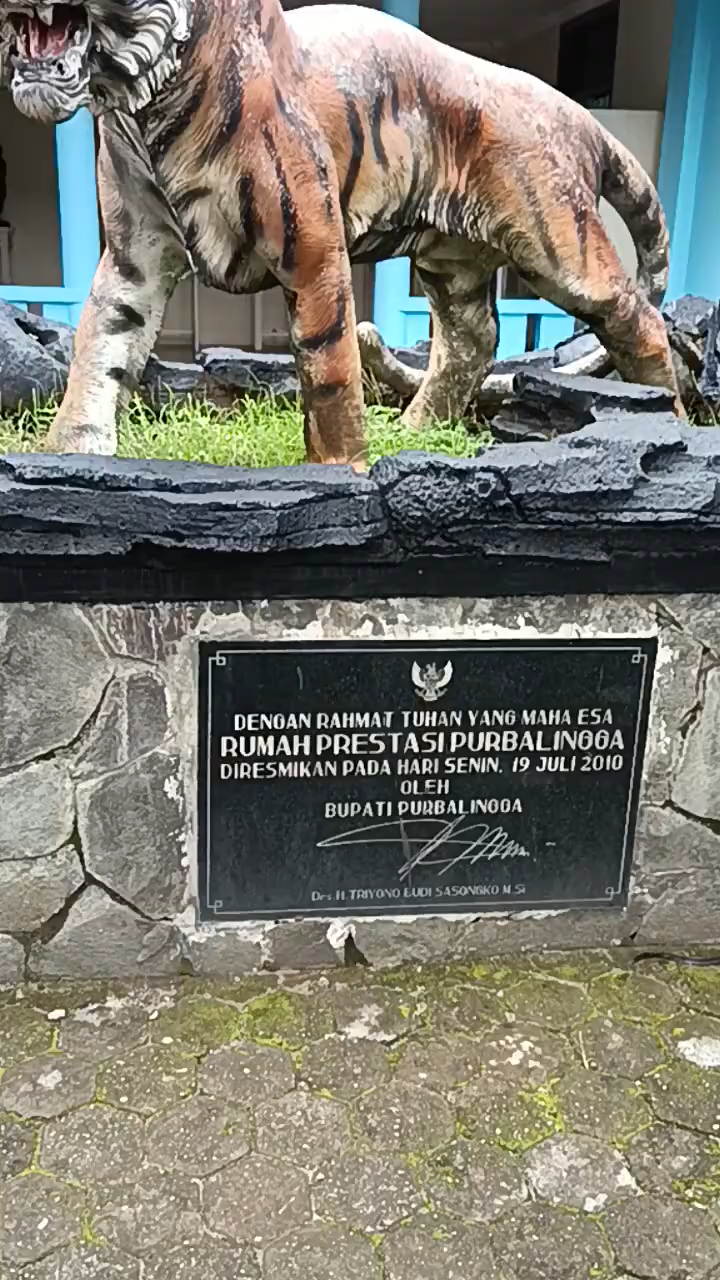 DENGAN RAHMAT TUHAN YANG MAHA ESA
RUMAH PRESTASI PURBALINGGA
DIRESMIKAN PADA HARI SENIN, 19 JULI 2010
OLEH
BUPATI PURBALINGGA
Drs.H.TRIYONO BUDI SASONGKO M.Si